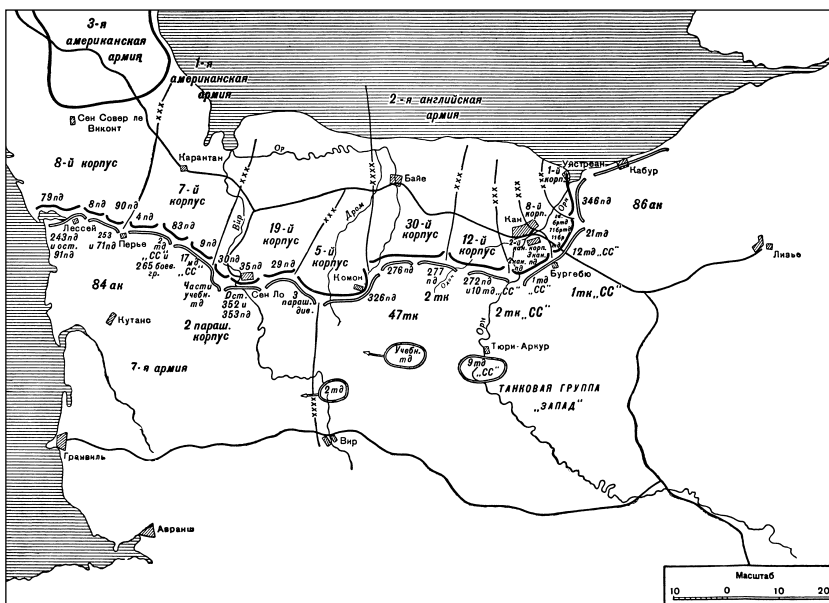 3-я
американская
армия
1-я
американская
армия
2-я английская
армия
Сен Совер ле
Виконт
8-й корпус
Карантан
7-й
корпус
Вир
Ор
Байе
Дром
19-й
корпус
5-й
корпус
30-й
корпус
12-й
корпус
8-й
корп.
1-й
корп.
Уистреан
Кабур
Кан
Орн
346пд
86ак
21тд
12тд„СС"
Лизье
Бургебю
1тд
„СС"
1тк„СС"
79пд
8пд
90пд
4пд
83пд
9пд
30пд
35пд
29пд
Лессей
243пд
и ост.
91пд
253
и 71пд
Перье
2
тд
„СС"и
265 боев.
гр.
17
мд
„СС"
Части
учебн.
тд
Ост.
352 и
353пд
Сен Ло
3
параш.
див.
Комон
326пд
276пд
277
пд
272пд
и10тд„СС"
84ак
Кутанс
2 параш.
корпус
7-я армия
47тк
2 тк
2 тк „СС"
Орн
Тюри-Аркур
Учебн.
тд
9тд
„СС"
2тд
ТАНКОВАЯ ГРУППА
„ЗАПАД"
Вир
Гранвиль
Авранш
Масштаб
10 0 10 20